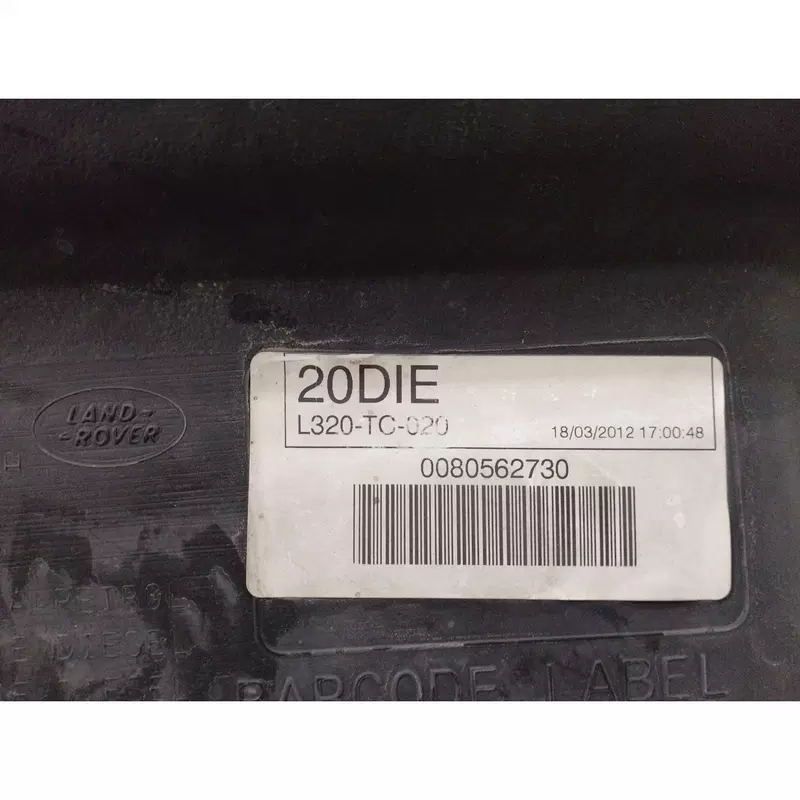 20DIE
L320-TC-020
18/03/2012 17:00:48
0080562730
LAND-
-ROVER
H
BARCODE LABEL